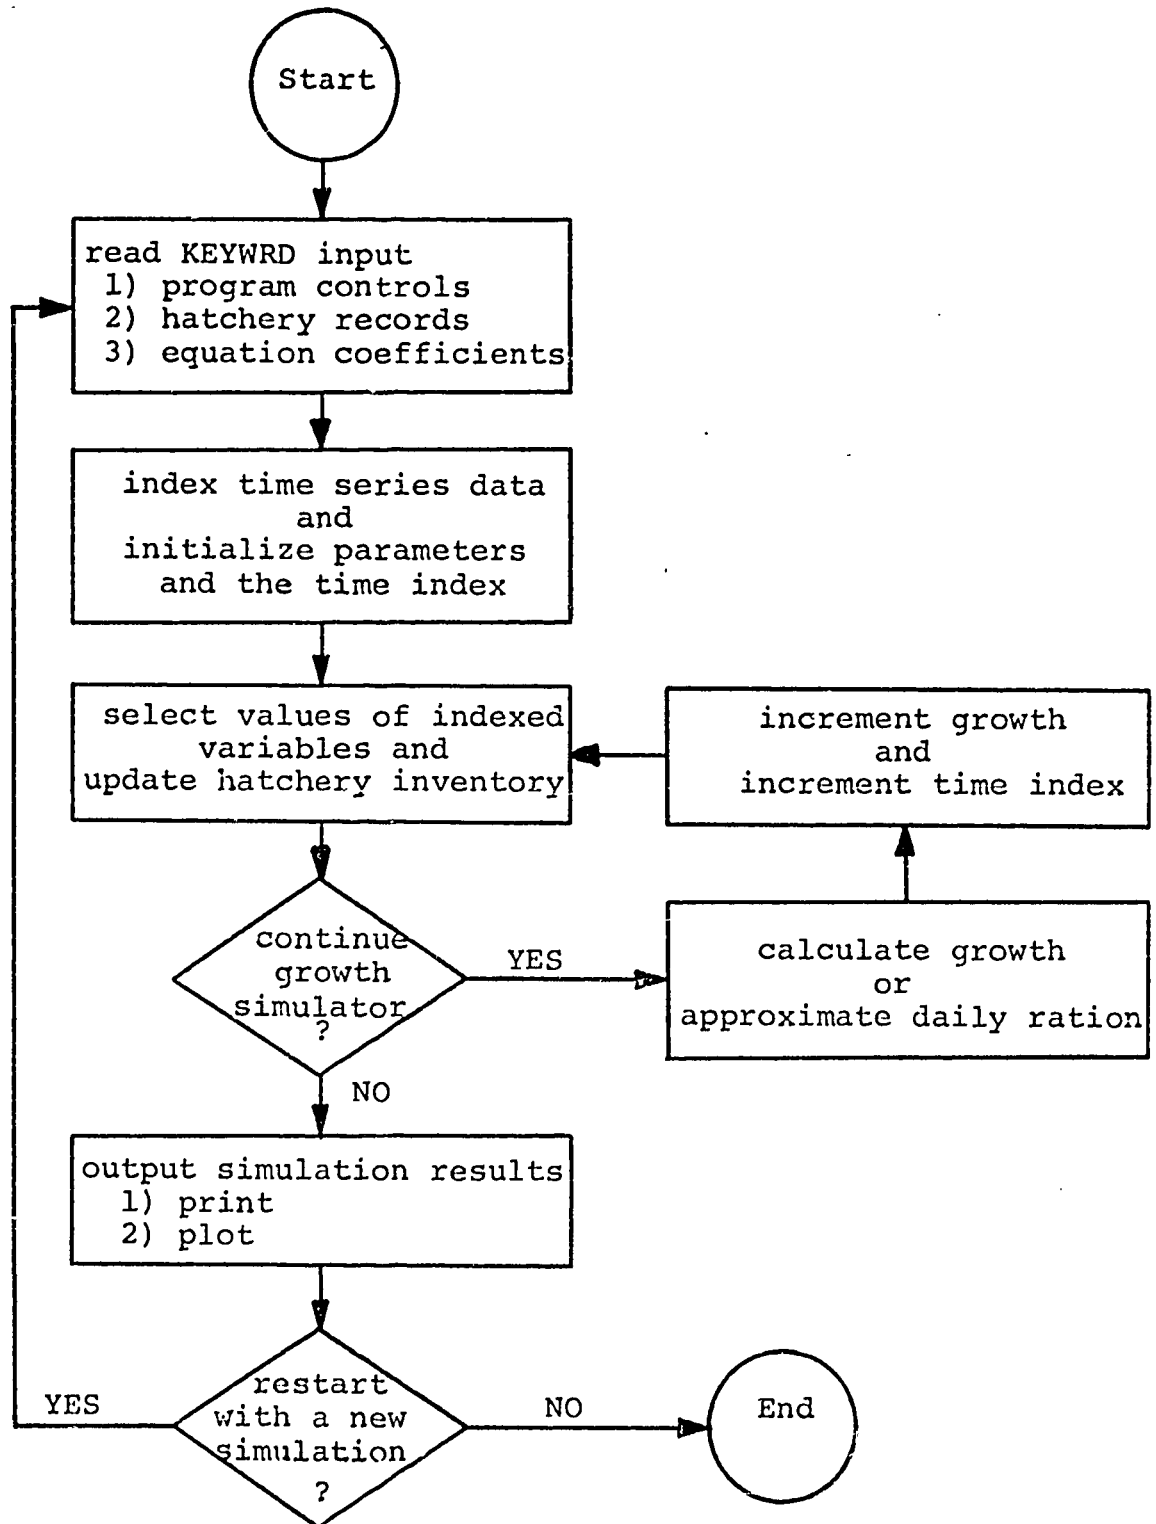 Start
read KEYWRD input
1) program controls
2) hatchery records
3) equation coefficients
index time series data
and
initialize parameters
and the time index
select values of indexed
variables and
update hatchery inventory
increment growth
and
increment time index
continue
growth
simulator
?
YES
calculate growth
or
approximate daily ration
NO
output simulation results
1) print
2) plot
restart
with a new
simulation
?
YES
NO
End